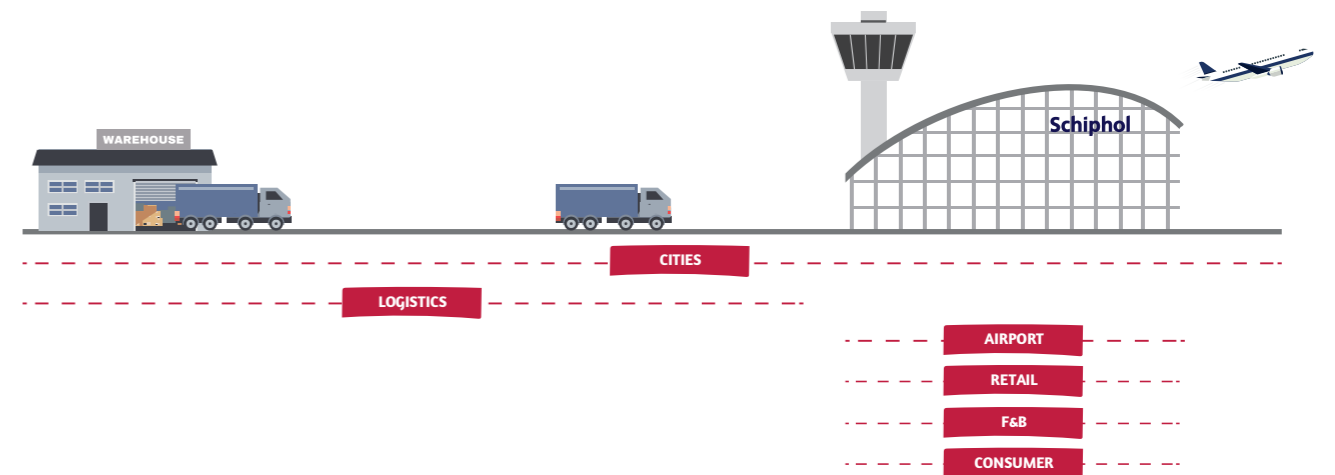 WAREHOUSE
Schiphol
CITIES
LOGISTICS
AIRPORT
RETAIL
F&B
CONSUMER